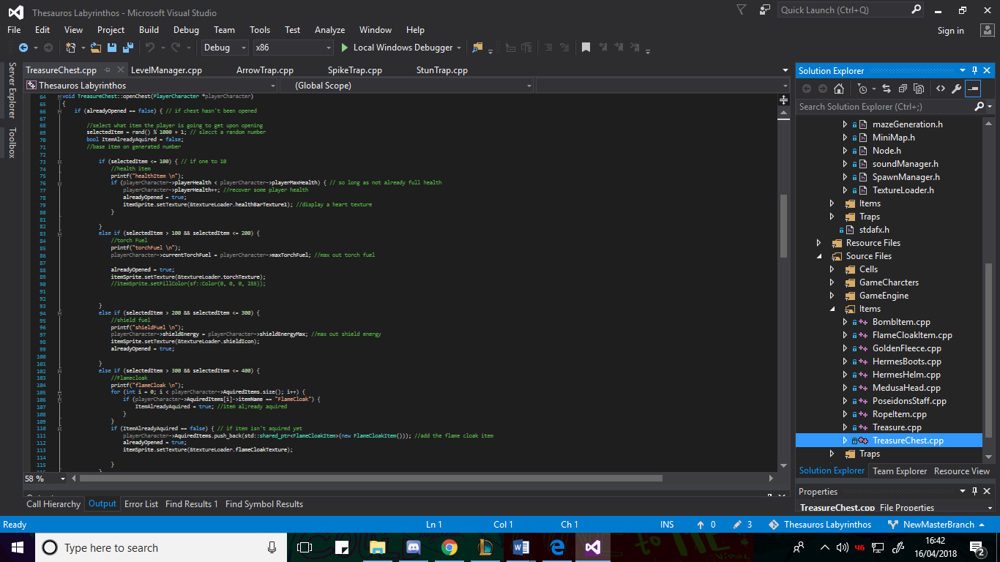 Thesauros Labyrinthos - Microsoft Visual Studio
Quick Launch (Ctrl+Q)
File Edit View Project Build Debug Team Tools Test Analyze Window Help
Sign in
Debug x86 Local Windows Debugger
Server Explorer
Toolbox
TreasureChest.cpp LevelManager.cpp ArrowTrap.cpp SpikeTrap.cpp StunTrap.cpp
Thesauros Labyrinthos (Global Scope)
64 void TreasureChest::openChest(PlayerCharacter *playerCharacter)
65 {
66 if (alreadyOpened == false) { // if chest hasn't been opened
67
68 //select what item the player is going to get upon opening
69 selectedItem = rand() % 1000 + 1; // slecct a random number
70 bool ItemAlreadyAquired = false;
71 //base item on generated number
72
73 if (selectedItem <= 100) { // if one to 10
74 //health item
75 printf("healthItem \n");
76 if (playerCharacter->playerHealth < playerCharacter->playerMaxHealth) { // so long as not already full health
77 playerCharacter->playerHealth++; //recover some player health
78 alreadyOpened = true;
79 itemSprite.setTexture(&textureLoader.healthBarTexture1); //display a heart texture
80 }
81
82 }
83 else if (selectedItem > 100 && selectedItem <= 200) {
84 //torch Fuel
85 printf("torchFuel \n");
86 playerCharacter->currentTorchFuel = playerCharacter->maxTorchFuel; //max out torch fuel
87
88 alreadyOpened = true;
89 itemSprite.setTexture(&textureLoader.torchTexture);
90 //itemSprite.setFillColor(sf::Color(0, 0, 0, 255));
91
92
93 }
94 else if (selectedItem > 200 && selectedItem <= 300) {
95 //shield fuel
96 printf("shieldFuel \n");
97 playerCharacter->shieldEnergy = playerCharacter->shieldEnergyMax; //max out shield energy
98 itemSprite.setTexture(&textureLoader.shieldIcon);
99 alreadyOpened = true;
100
101 }
102 else if (selectedItem > 300 && selectedItem <= 400) {
103 //Flamecloak
104 printf("flameCloak \n");
105 for (int i = 0; i < playerCharacter->AquiredItems.size(); i++) {
106 if (playerCharacter->AquiredItems[i]->itemName == "FlameCloak") {
107 ItemAlreadyAquired = true; //item al;ready aquired
108 }
109 }
110 if (ItemAlreadyAquired == false) { // if item isn't aquired yet
111 playerCharacter->AquiredItems.push_back(std::shared_ptr<FlameCloakItem>(new FlameCloakItem())); //add the flame cloak item
112 alreadyOpened = true;
113 itemSprite.setTexture(&textureLoader.flameCloakTexture);
114
115 }
116 }
58 %
Solution Explorer
Search Solution Explorer (Ctrl+;)
mazeGeneration.h
MiniMap.h
Node.h
soundManager.h
SpawnManager.h
TextureLoader.h
Items
Traps
stdafx.h
Resource Files
Source Files
Cells
GameCharcters
GameEngine
Items
BombItem.cpp
FlameCloakItem.cpp
GoldenFleece.cpp
HermesBoots.cpp
HermesHelm.cpp
MedusaHead.cpp
PoseidonsStaff.cpp
RopeItem.cpp
Treasure.cpp
TreasureChest.cpp
Traps
Solution Explorer Team Explorer Resource View
Properties
TreasureChest.cpp File Properties
Call Hierarchy Output Error List Find Results 1 Find Symbol Results
Ready Ln 1 Col 1 Ch 1 INS 0 3 Thesauros Labyrinthos NewMasterBranch
Type here to search
46
16:42
16/04/2018
2